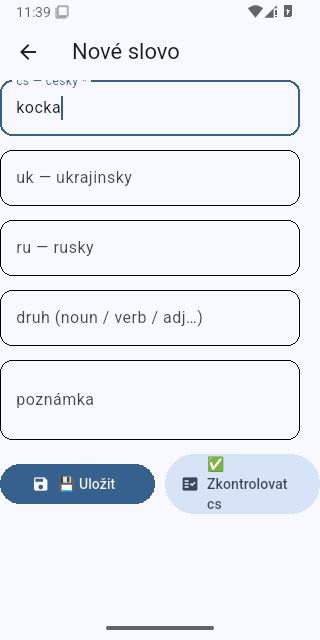 11:39
Nové slovo
cs — česky *
kocka
uk — ukrajinsky
ru — rusky
druh (noun / verb / adj…)
poznámka
💾 Uložit
✅
Zkontrolovat
cs